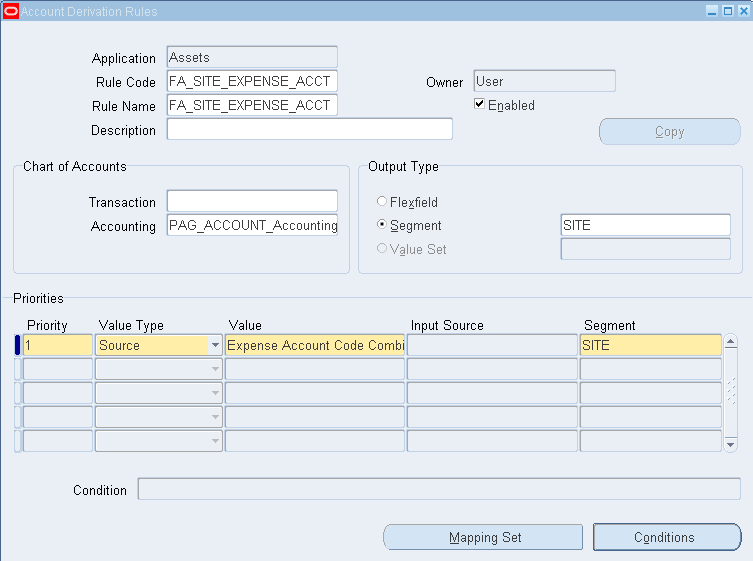 Account Derivation Rules
Application Assets
Rule Code FA_SITE_EXPENSE_ACCT Owner User
Rule Name FA_SITE_EXPENSE_ACCT Enabled
Description Copy
Chart of Accounts Output Type
Transaction Flexfield
Accounting PAG_ACCOUNT_Accounting Segment SITE
Value Set
Priorities
Priority Value Type Value Input Source Segment
1 Source Expense Account Code Combi SITE
Condition
Mapping Set Conditions